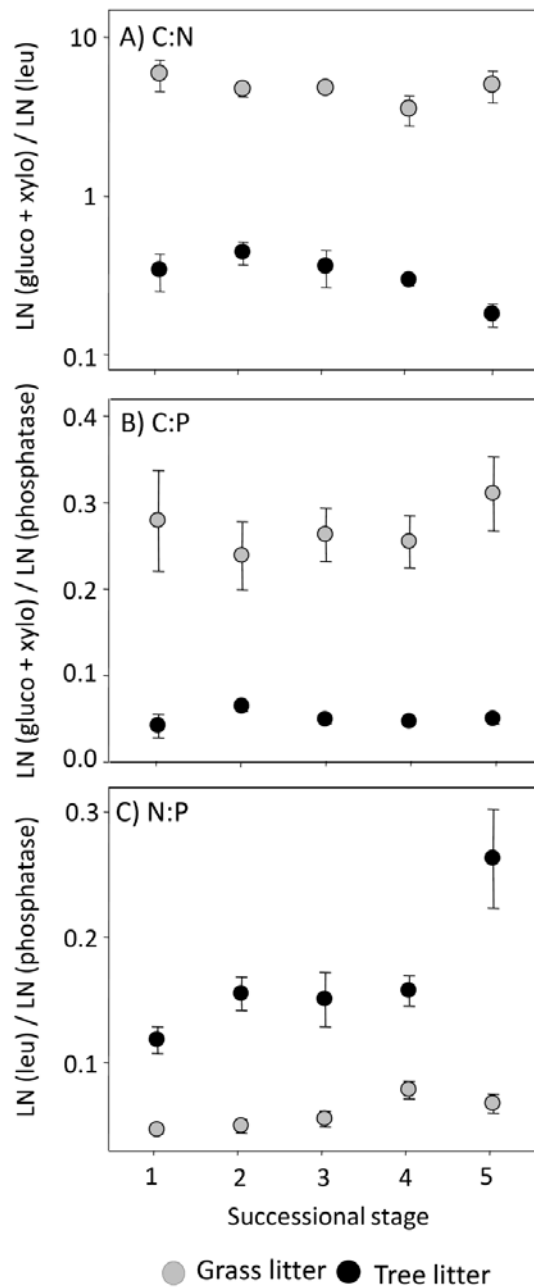 A) C:N
10
1
0.1
LN (gluco + xylo) / LN (leu)
B) C:P
0.4
0.3
0.2
0.1
0.0
LN (gluco + xylo) / LN (phosphatase)
C) N:P
0.3
0.2
0.1
LN (leu) / LN (phosphatase)
1 2 3 4 5
Successional stage
Grass litter Tree litter